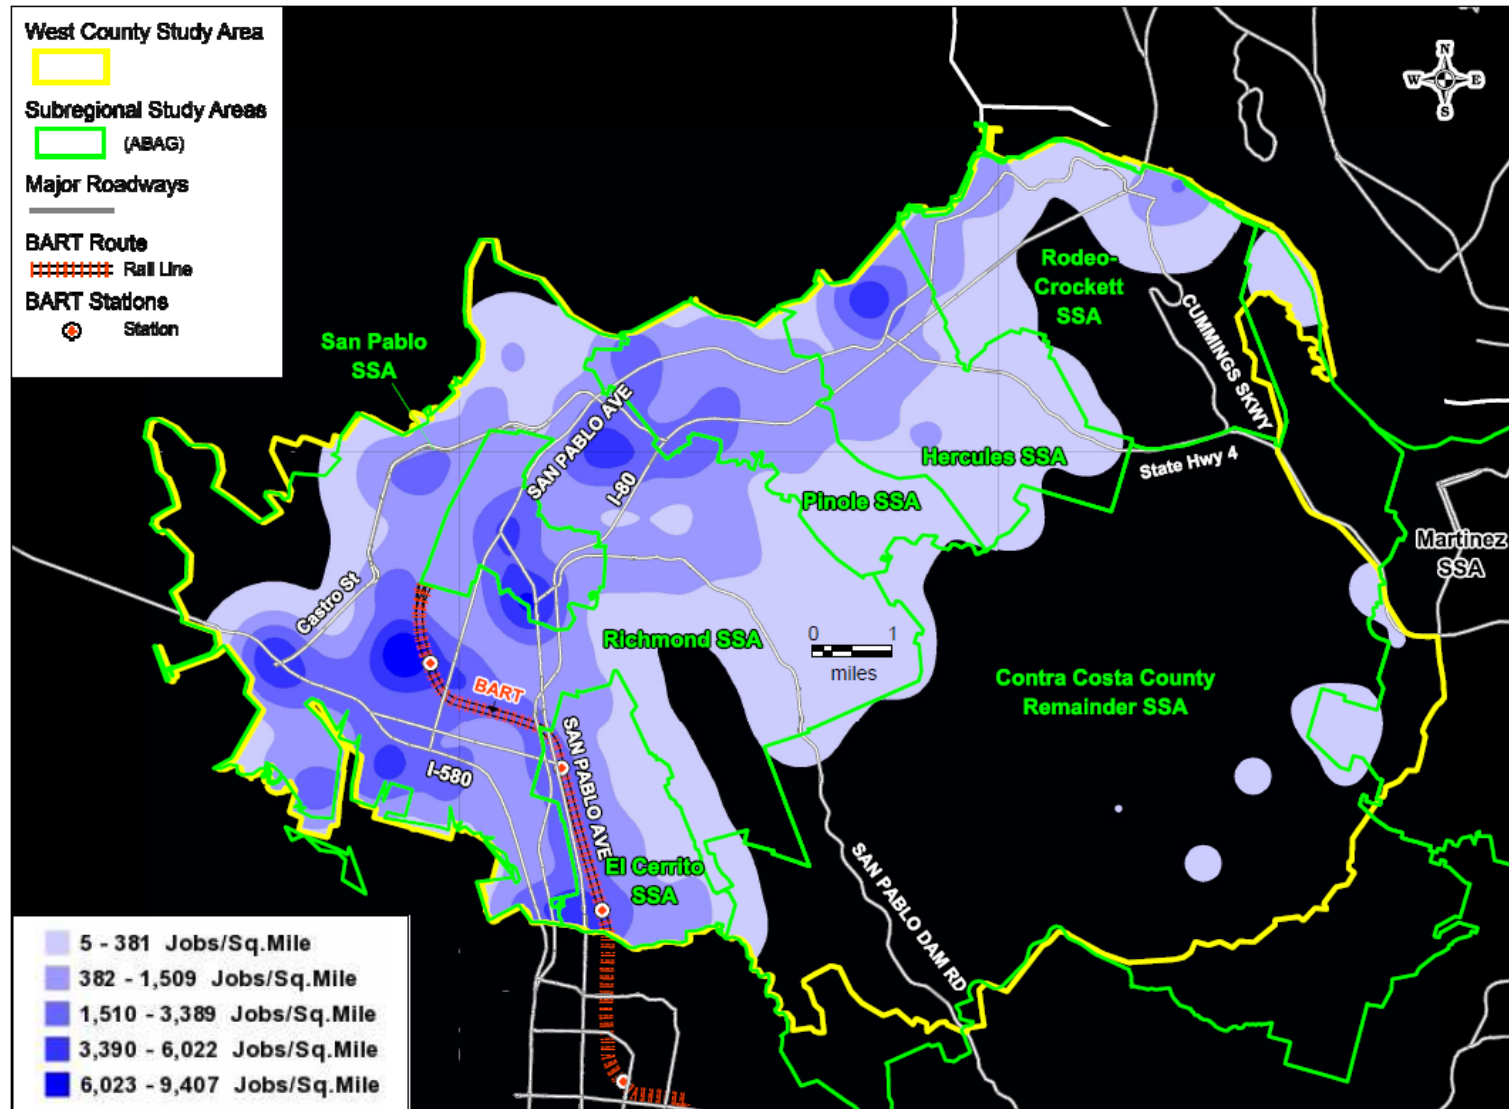 West County Study Area
Subregional Study Areas
(ABAG)
Major Roadways
BART Route
Rail Line
BART Stations
Station
N
W E
S
San Pablo
SSA
Rodeo-
Crockett
SSA
CUMMINGS SKWY
SAN PABLO AVE
I-80
Hercules SSA
State Hwy 4
Pinole SSA
Martinez
SSA
Castro St
Richmond SSA
0 1
miles
BART
Contra Costa County
Remainder SSA
SAN PABLO AVE
I-580
El Cerrito
SSA
SAN PABLO DAM RD
5 - 381 Jobs/Sq.Mile
382 - 1,509 Jobs/Sq.Mile
1,510 - 3,389 Jobs/Sq.Mile
3,390 - 6,022 Jobs/Sq.Mile
6,023 - 9,407 Jobs/Sq.Mile